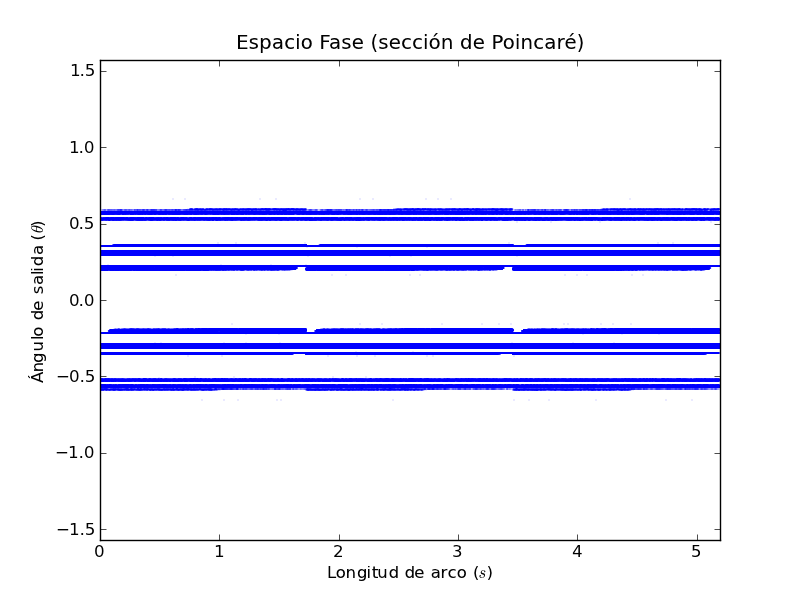 Espacio Fase (sección de Poincaré)
1.5
1.0
0.5
0.0
−0.5
−1.0
−1.5
Ángulo de salida (θ)
0 1 2 3 4 5
Longitud de arco (s)